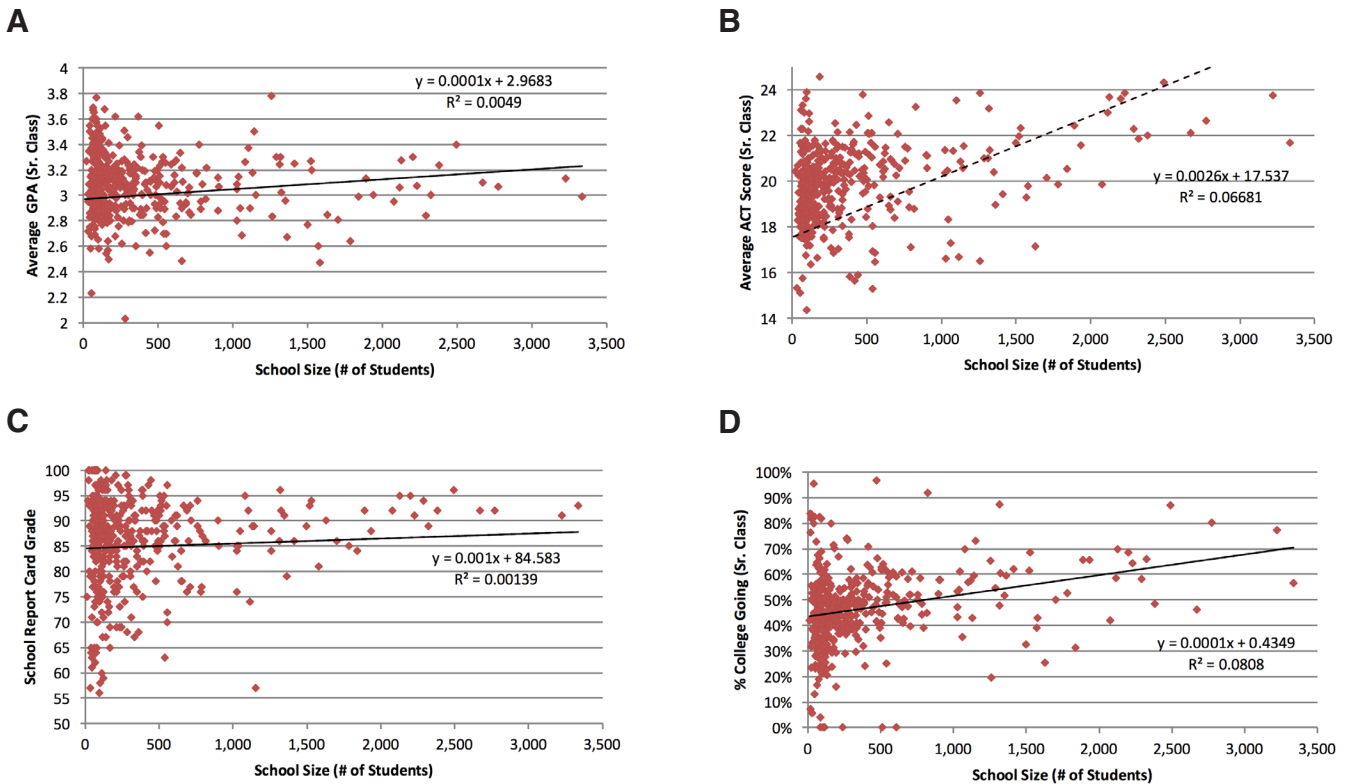 A
Average GPA (Sr. Class)
4
3.8
3.6
3.4
3.2
3
2.8
2.6
2.4
2.2
2
y = 0.0001x + 2.9683
R² = 0.0049
0 500 1,000 1,500 2,000 2,500 3,000 3,500
School Size (# of Students)
B
Average ACT Score (Sr. Class)
24
22
20
18
16
14
y = 0.0026x + 17.537
R² = 0.06681
0 500 1,000 1,500 2,000 2,500 3,000 3,500
School Size (# of Students)
C
School Report Card Grade
100
95
90
85
80
75
70
65
60
55
50
y = 0.001x + 84.583
R² = 0.00139
0 500 1,000 1,500 2,000 2,500 3,000 3,500
School Size (# of Students)
D
% College Going (Sr. Class)
100%
90%
80%
70%
60%
50%
40%
30%
20%
10%
0%
y = 0.0001x + 0.4349
R² = 0.0808
0 500 1,000 1,500 2,000 2,500 3,000 3,500
School Size (# of Students)